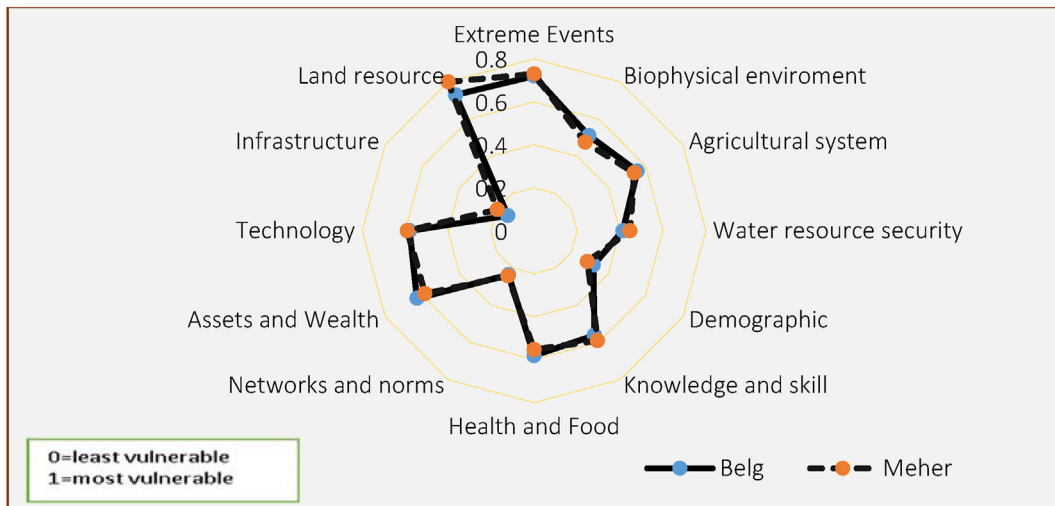 Extreme Events
0.8
Land resource
Biophysical enviroment
0.6
Infrastructure
0.4
Agricultural system
0.2
Technology
0
Water resource security
Assets and Wealth
Demographic
Networks and norms
Knowledge and skill
Health and Food
0=least vulnerable
1=most vulnerable
Belg
Meher